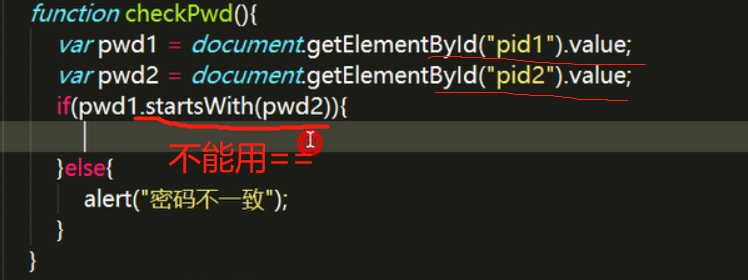 function checkPwd(){
var pwd1 = document.getElementById("pid1").value;
var pwd2 = document.getElementById("pid2").value;
if(pwd1.startsWith(pwd2)){
不能用==
}else{
alert("密码不一致");
}
}